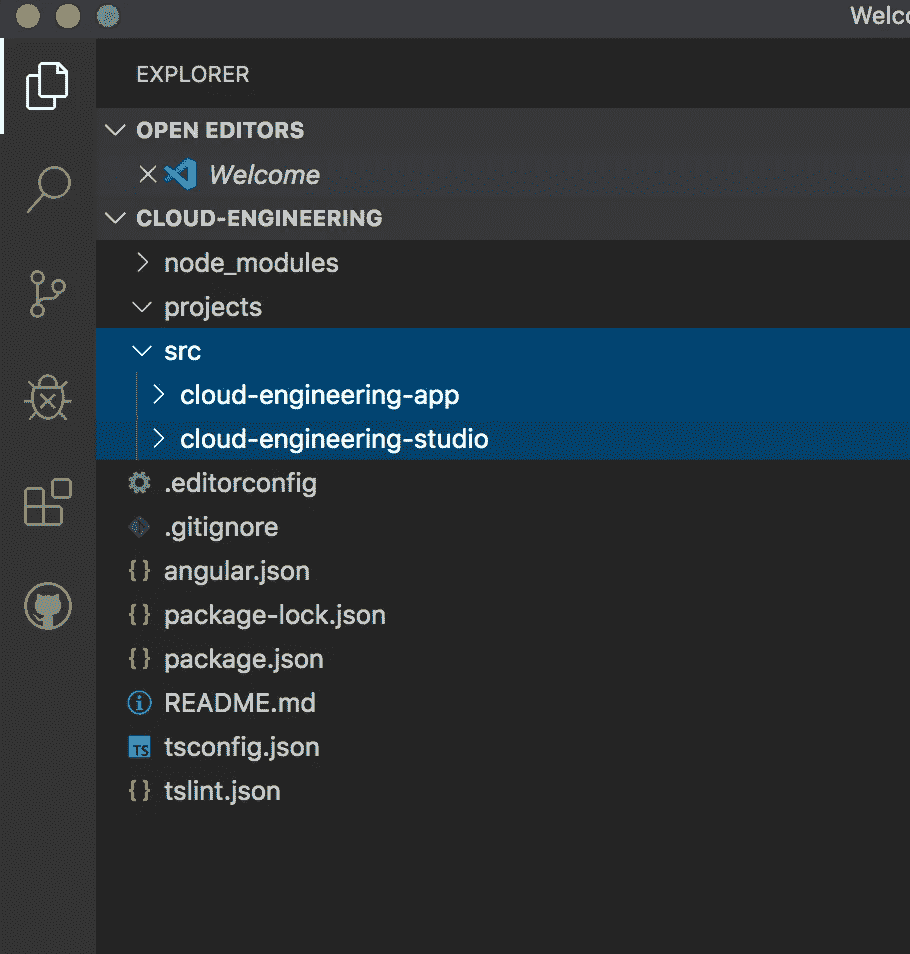 Welco
EXPLORER
OPEN EDITORS
Welcome
CLOUD-ENGINEERING
node_modules
projects
src
cloud-engineering-app
cloud-engineering-studio
.editorconfig
.gitignore
{} angular.json
{} package-lock.json
{} package.json
README.md
TS tsconfig.json
{} tslint.json